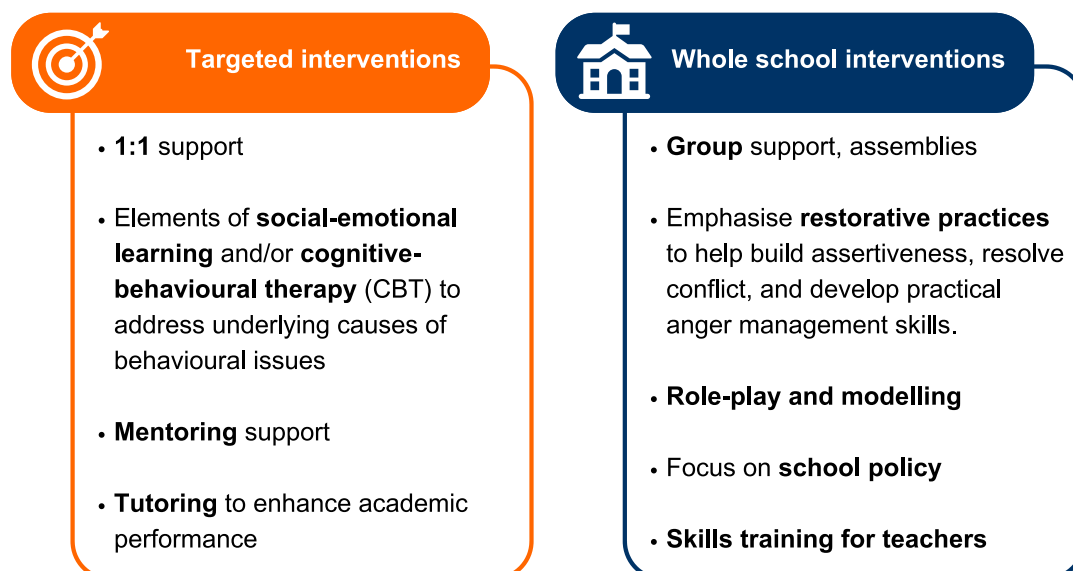 Targeted interventions
• 1:1 support
• Elements of social-emotional
learning and/or cognitive-
behavioural therapy (CBT) to
address underlying causes of
behavioural issues
• Mentoring support
• Tutoring to enhance academic
performance
Whole school interventions
• Group support, assemblies
• Emphasise restorative practices
to help build assertiveness, resolve
conflict, and develop practical
anger management skills.
• Role-play and modelling
• Focus on school policy
• Skills training for teachers